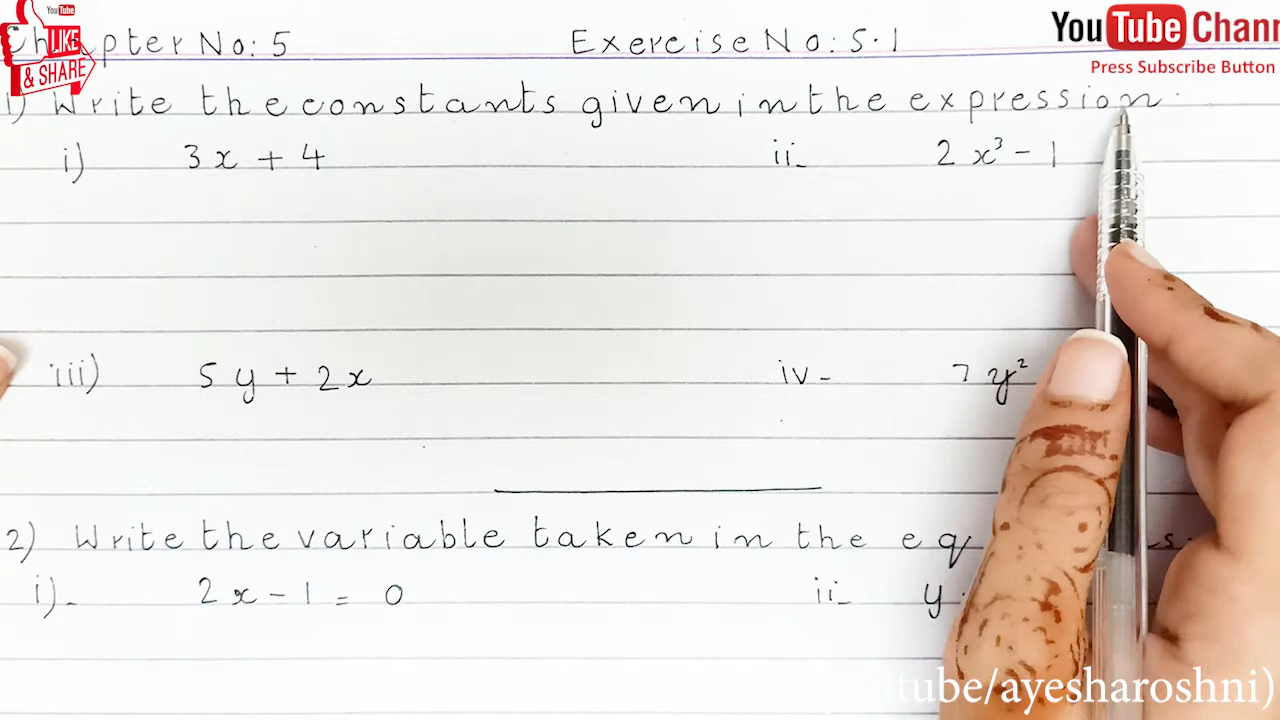 YouTube
LIKE
& SHARE
Chapter No: 5 Exercise No: 5.1
YouTube Chann
Press Subscribe Button
1) Write the constants given in the expression.
i) 3x + 4 ii- 2x³ - 1
iii) 5y + 2x iv- 7y²
2) Write the variable taken in the eq s.
i)- 2x - 1 = 0 ii- y
tube/ayesharoshni)